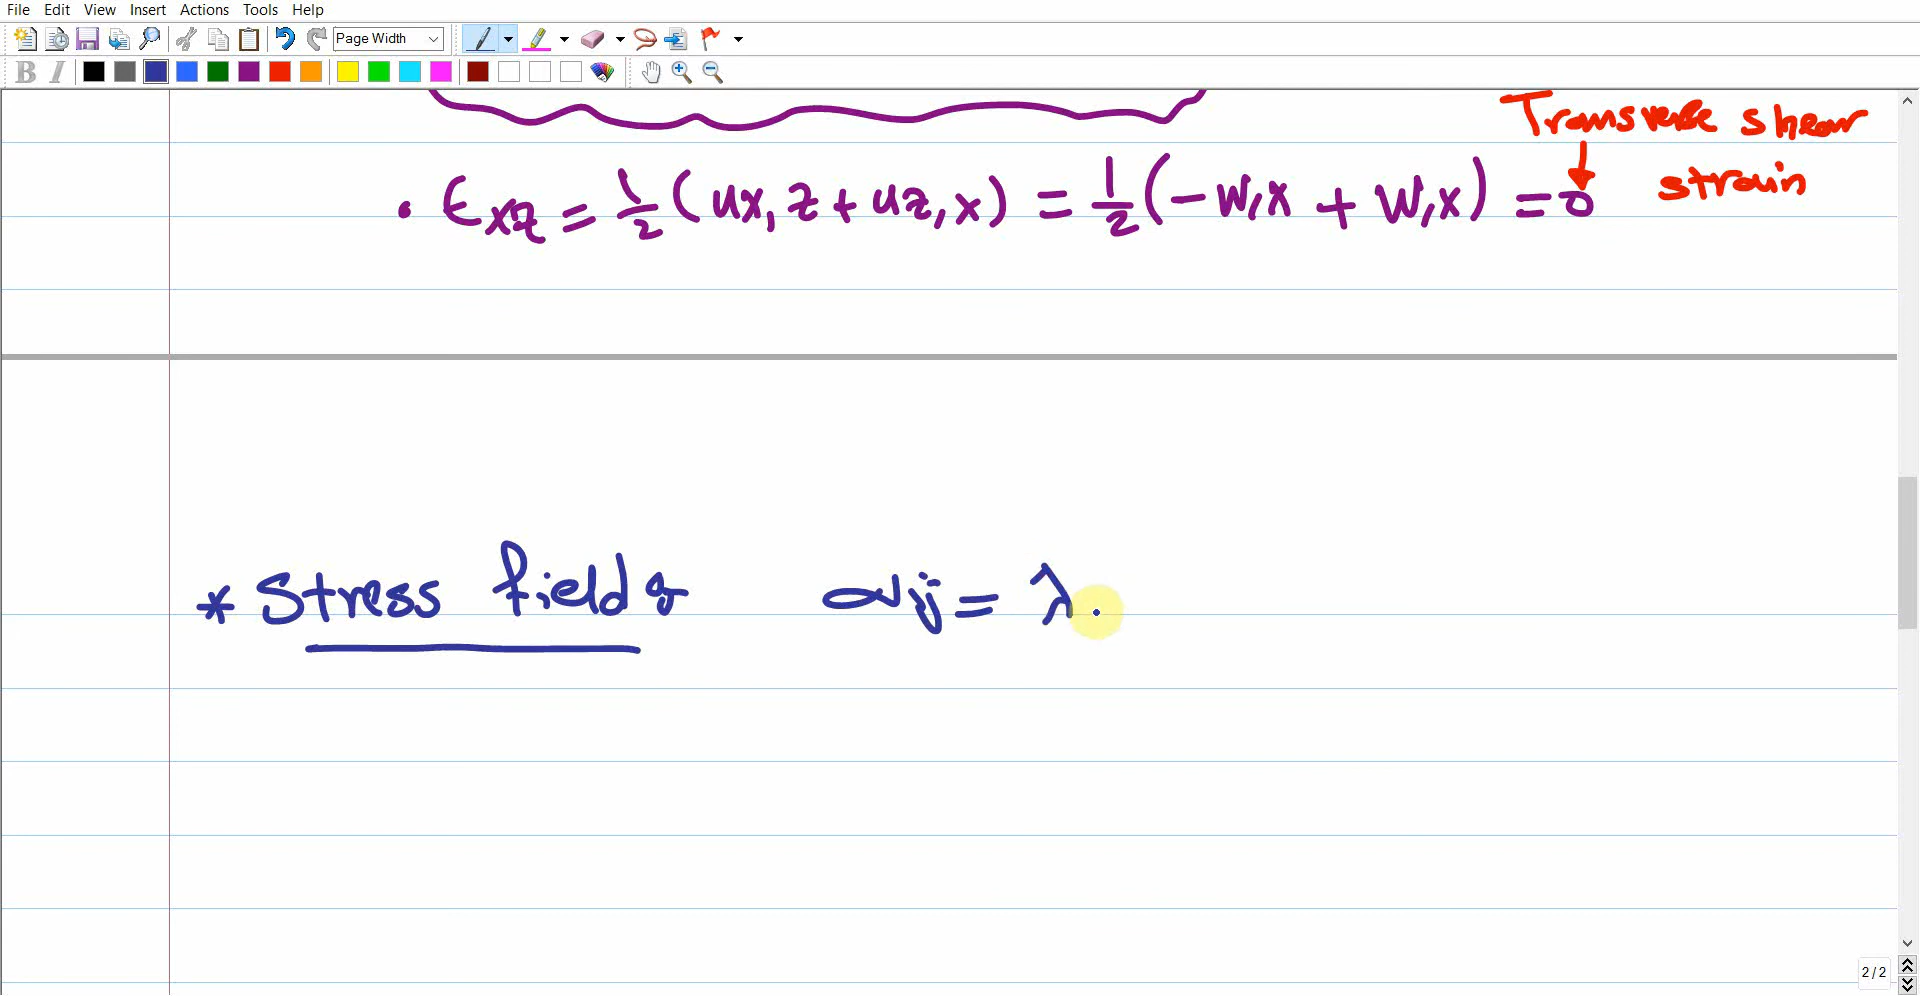 File Edit View Insert Actions Tools Help
Page Width
B I
Transverse shear
strain
. ϵxz = 1/2 (ux,z + uz,x) = 1/2 (-w,x + w,x) = 0
* Stress field: σij = λ
2 / 2